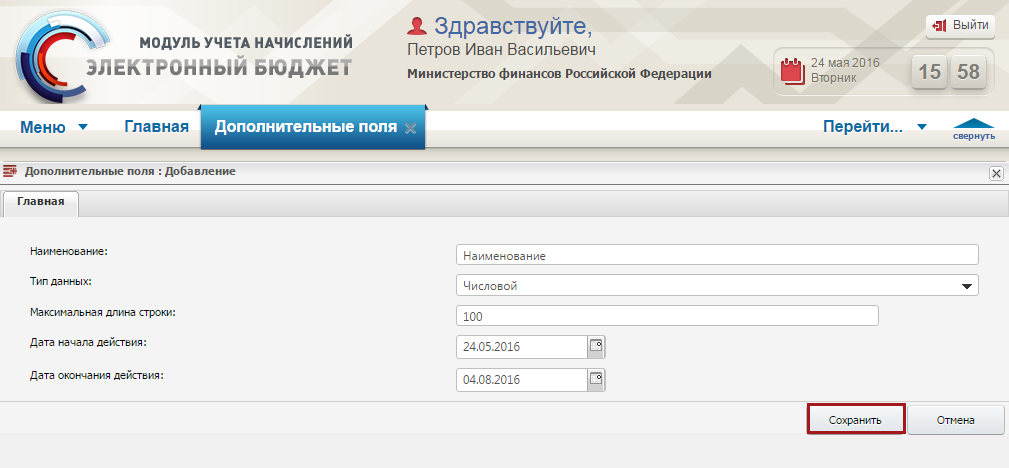 МОДУЛЬ УЧЕТА НАЧИСЛЕНИЙ
ЭЛЕКТРОННЫЙ БЮДЖЕТ
Здравствуйте,
Петров Иван Васильевич
Министерство финансов Российской Федерации
Выйти
24 мая 2016
Вторник
15 58
Меню
Главная
Дополнительные поля
Перейти...
свернуть
Дополнительные поля : Добавление
Главная
Наименование:
Наименование
Тип данных:
Числовой
Максимальная длина строки:
100
Дата начала действия:
24.05.2016
Дата окончания действия:
04.08.2016
Сохранить
Отмена